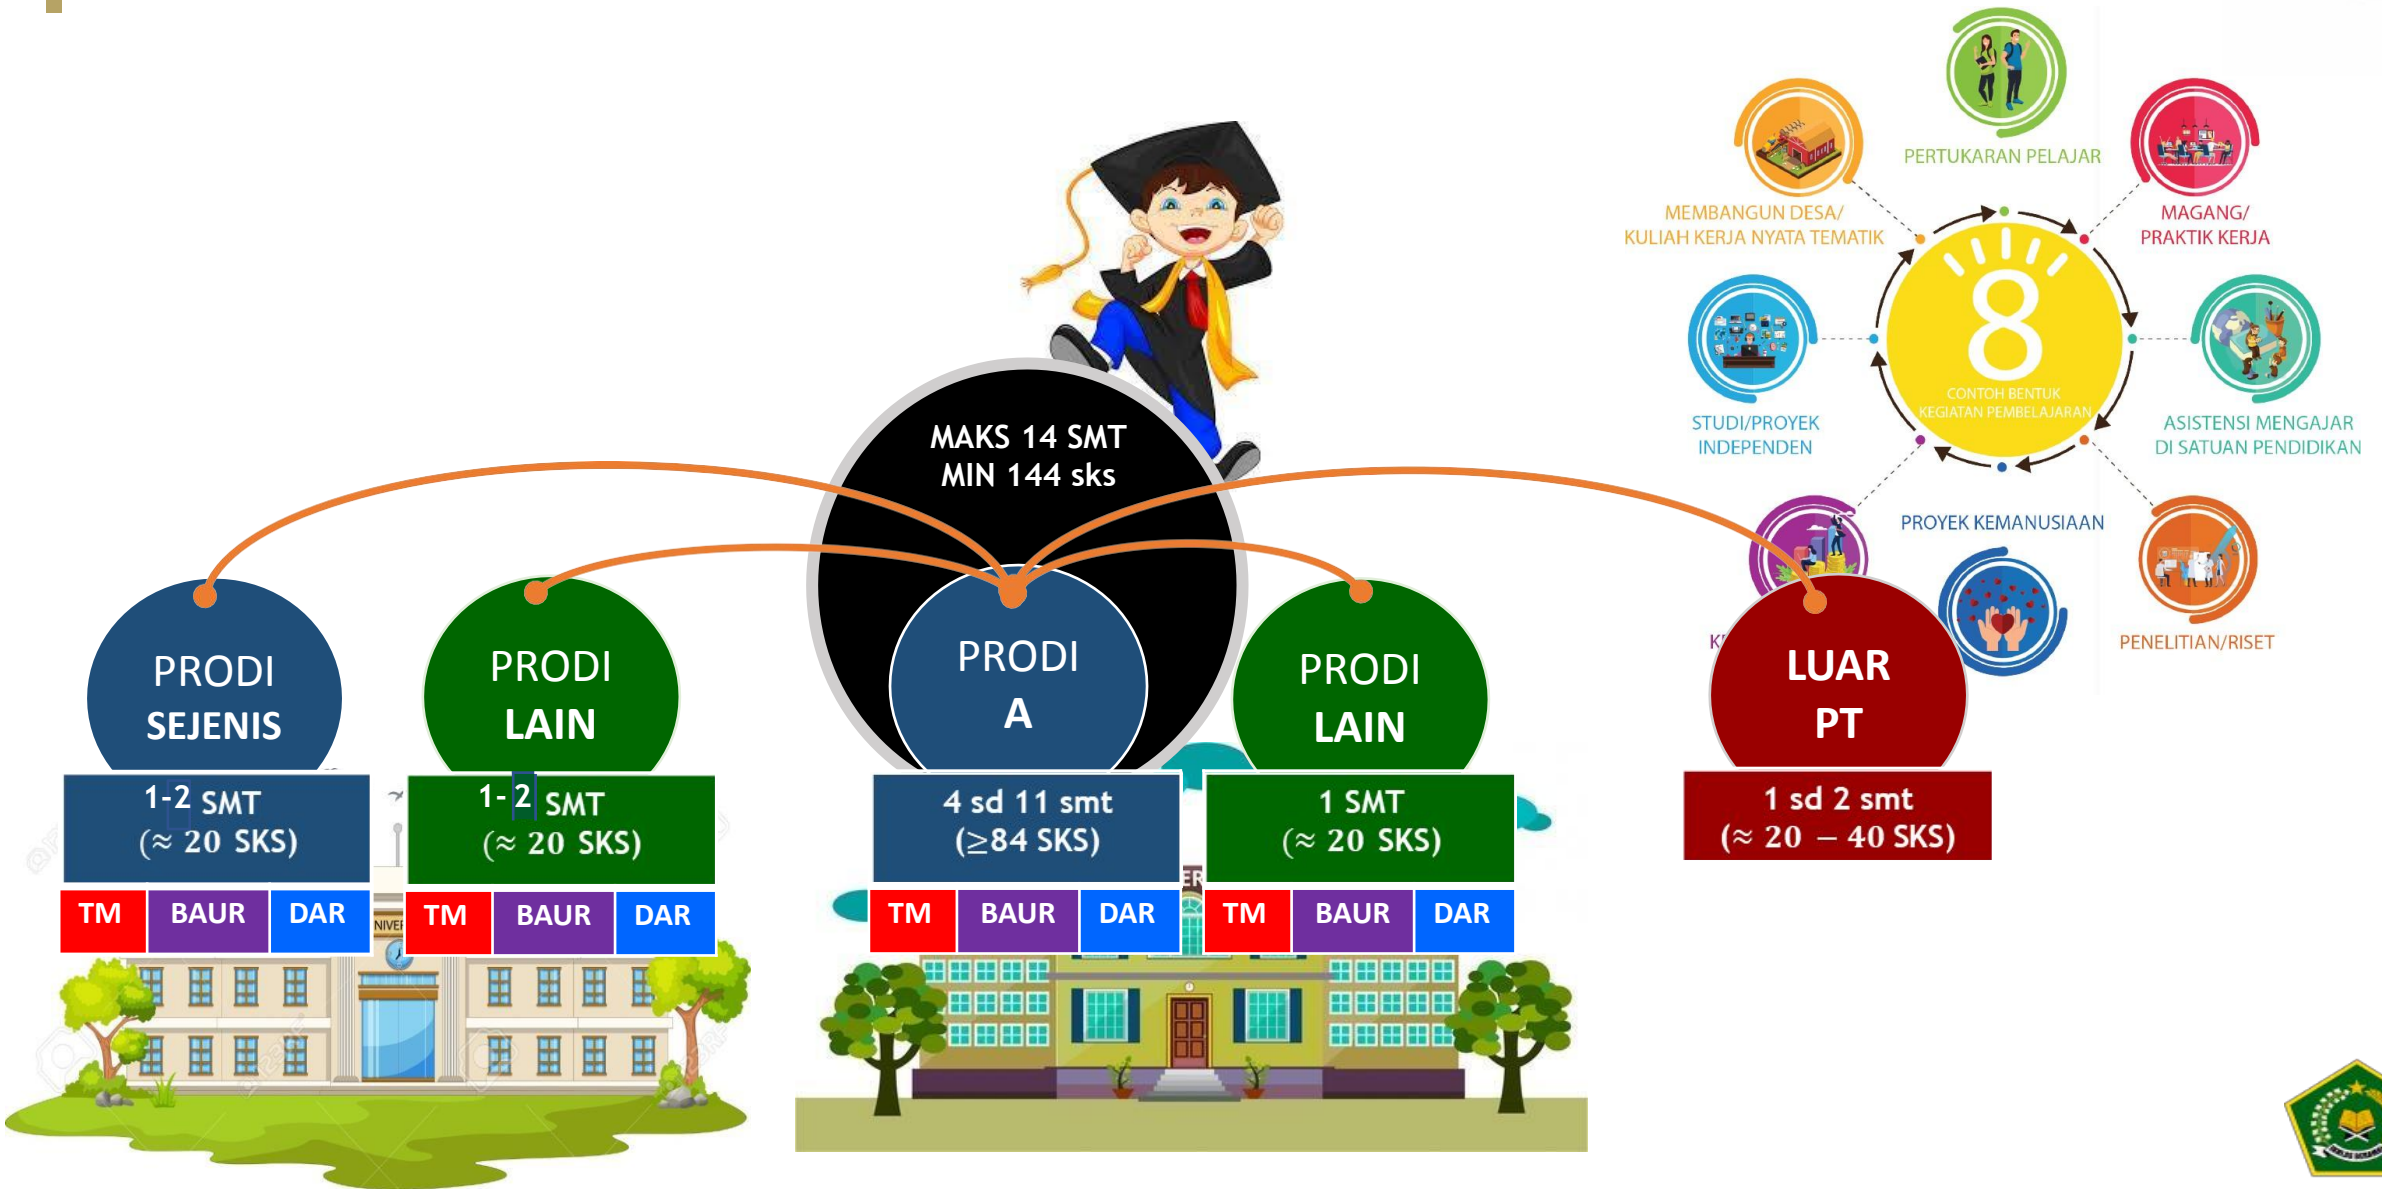 PERTUKARAN PELAJAR
MEMBANGUN DESA/
KULIAH KERJA NYATA TEMATIK
MAGANG/
PRAKTIK KERJA
8
CONTOH BENTUK
KEGIATAN PEMBELAJARAN
STUDI/PROYEK
INDEPENDEN
ASISTENSI MENGAJAR
DI SATUAN PENDIDIKAN
PROYEK KEMANUSIAAN
PENELITIAN/RISET
MAKS 14 SMT
MIN 144 sks
PRODI
SEJENIS
1-2 SMT
(≈ 20 SKS)
TM BAUR DAR
PRODI
LAIN
1- 2 SMT
(≈ 20 SKS)
TM BAUR DAR
PRODI
A
4 sd 11 smt
(≥84 SKS)
TM BAUR DAR
PRODI
LAIN
1 SMT
(≈ 20 SKS)
TM BAUR DAR
LUAR
PT
1 sd 2 smt
(≈ 20 – 40 SKS)